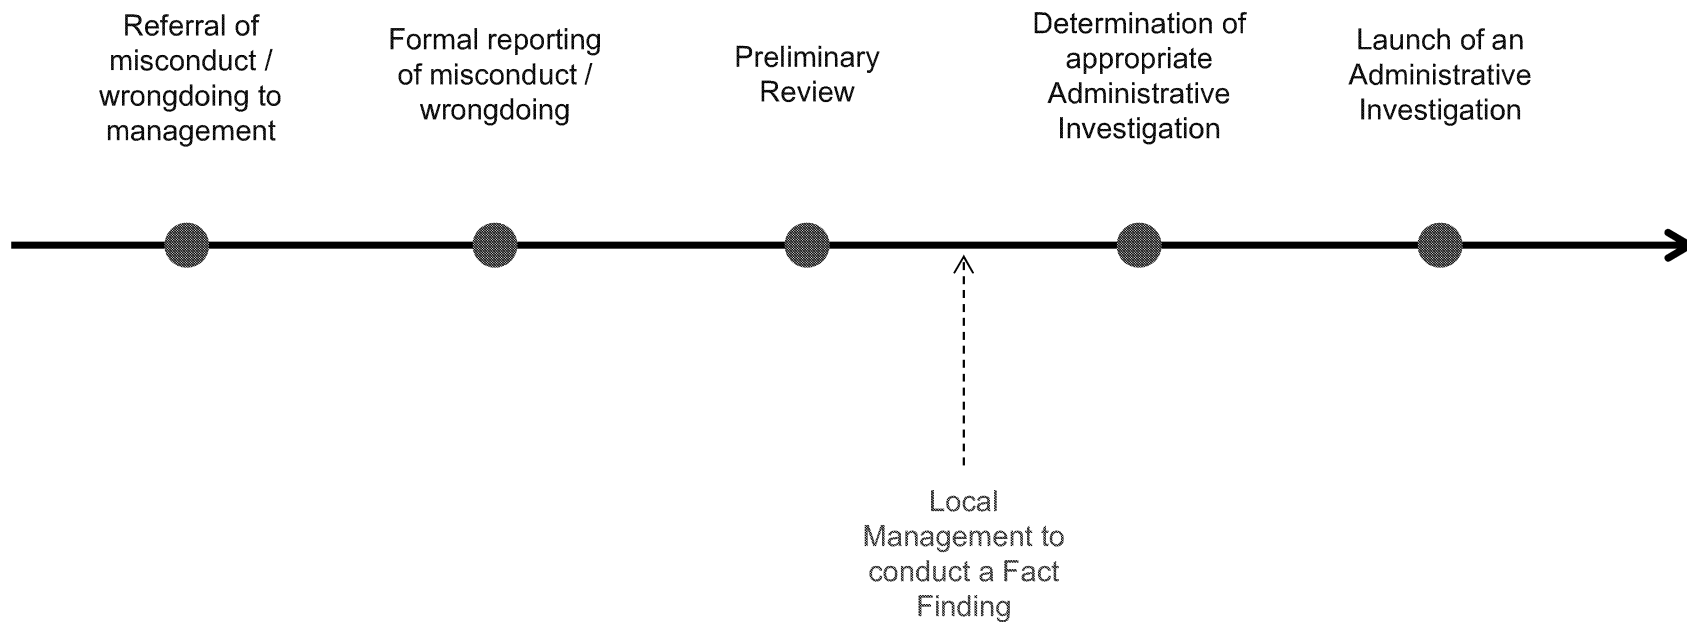 Referral of
misconduct /
wrongdoing to
management
Formal reporting
of misconduct /
wrongdoing
Preliminary
Review
Determination of
appropriate
Administrative
Investigation
Launch of an
Administrative
Investigation
Local
Management to
conduct a Fact
Finding